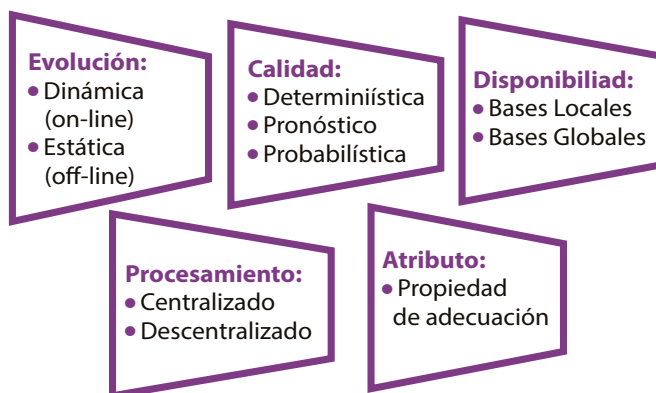 Evolución:
• Dinámica
(on-line)
• Estática
(off-line)
Calidad:
• Determiniística
• Pronóstico
• Probabilística
Disponibiliad:
• Bases Locales
• Bases Globales
Procesamiento:
• Centralizado
• Descentralizado
Atributo:
• Propiedad
de adecuación